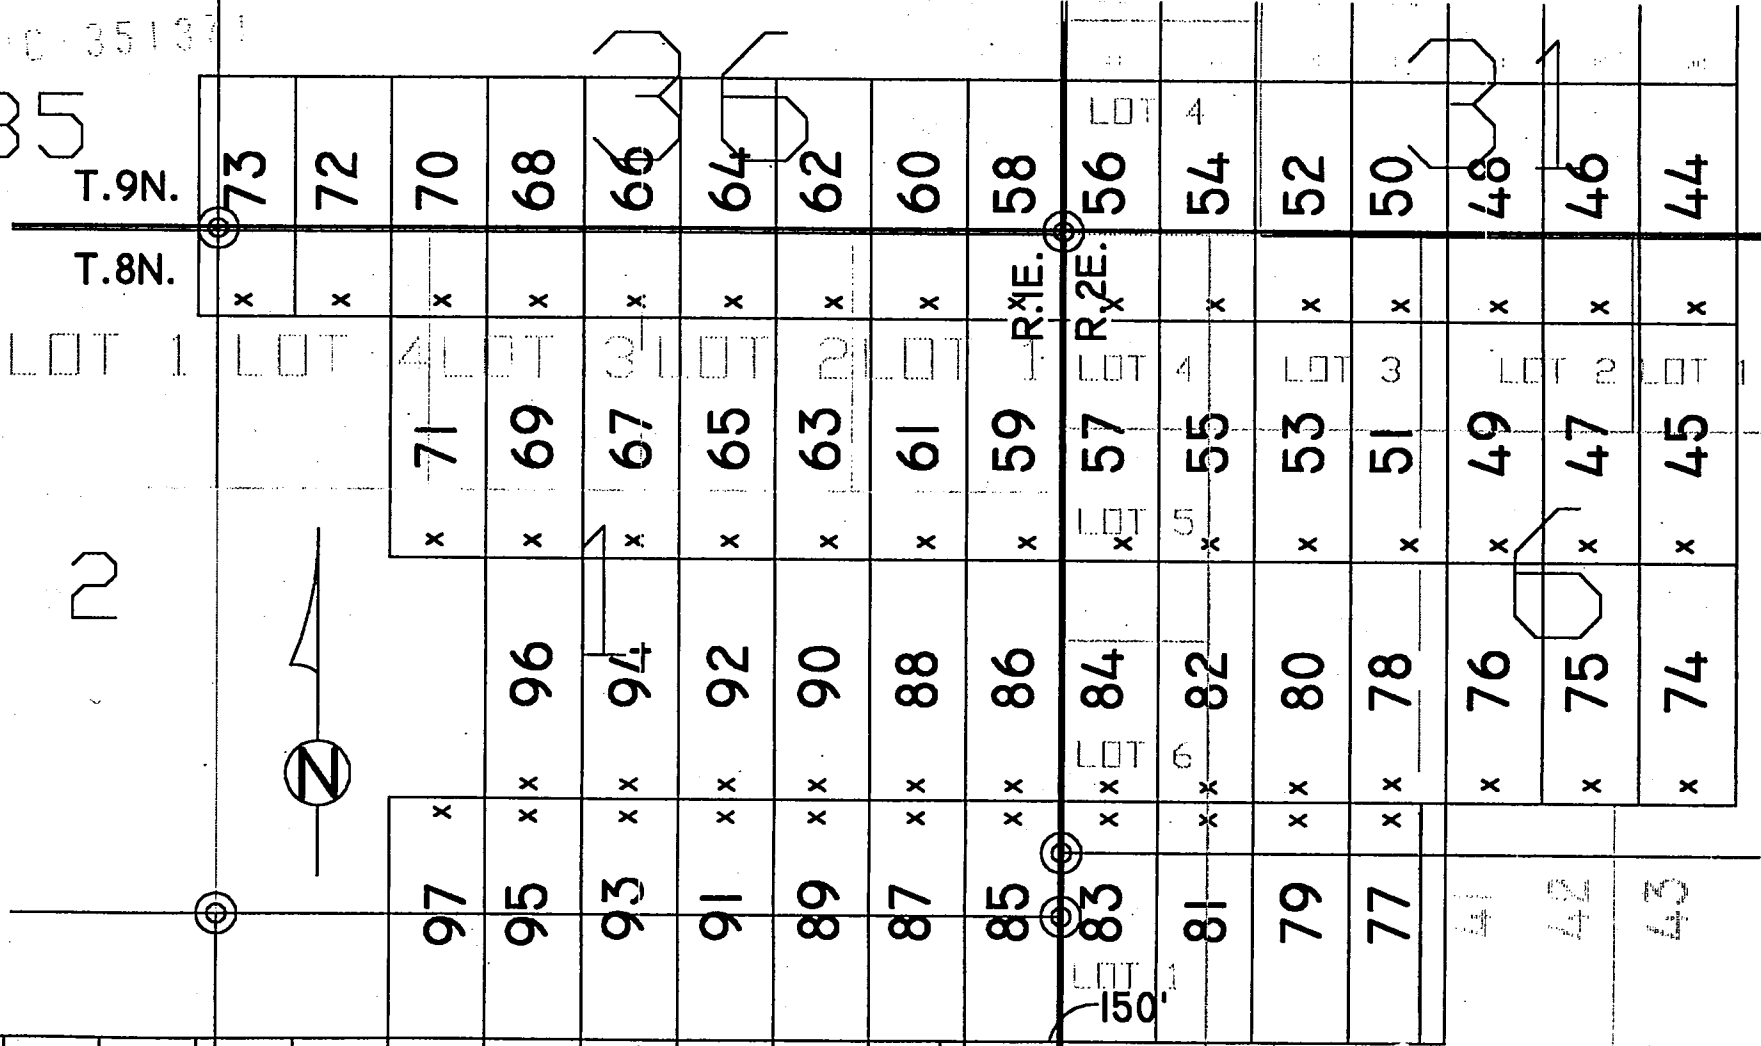 C 351371
35 36 31
LOT 4
T.9N.
73 72 70 68 66 64 62 60 58 56 54 52 50 48 46 44
T.8N.
R.1E. R.2E.
x x x x x x x x x x x x x x x x
LOT 1 LOT 4 LOT 3 LOT 2 LOT 1 LOT 4 LOT 3 LOT 2 LOT 1
71 69 67 65 63 61 59 57 55 53 51 49 47 45
LOT 5
x x x x x x x x x x x x x x
2 1 6
96 94 92 90 88 86 84 82 80 78 76 75 74
LOT 6
N
x x x x x x x x x x x x x
x x x x x x x x x x x
97 95 93 91 89 87 85 83 81 79 77 41 42 43
LOT 1
150'